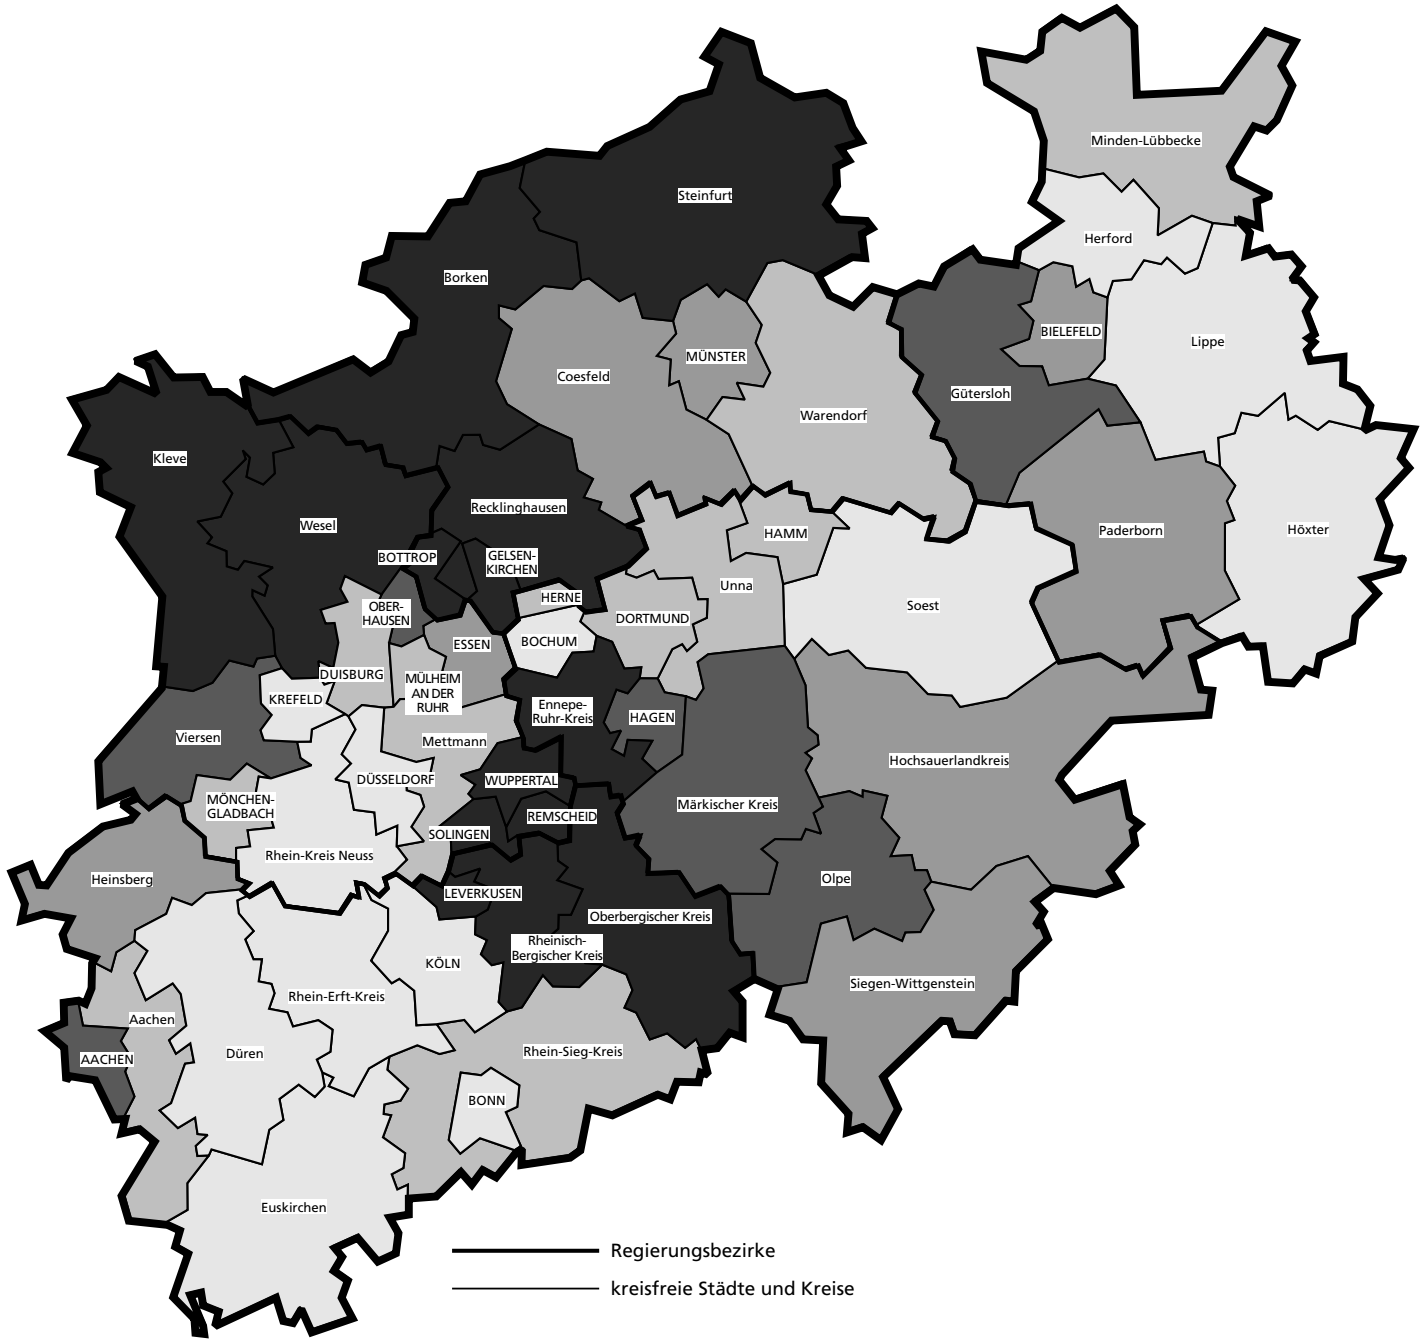 Minden-Lübbecke
Steinfurt
Herford
Borken
BIELEFELD
Lippe
MÜNSTER
Coesfeld
Gütersloh
Warendorf
Kleve
Recklinghausen
Wesel
Paderborn
Höxter
HAMM
BOTTROP
GELSEN-
KIRCHEN
Unna
HERNE
Soest
OBER-
HAUSEN
DORTMUND
ESSEN
BOCHUM
DUISBURG
MÜLHEIM
AN DER
RUHR
KREFELD
Ennepe-
Ruhr-Kreis
HAGEN
Viersen
Mettmann
Hochsauerlandkreis
DÜSSELDORF
WUPPERTAL
MÖNCHEN-
GLADBACH
Märkischer Kreis
REMSCHEID
SOLINGEN
Rhein-Kreis Neuss
Heinsberg
Olpe
LEVERKUSEN
Oberbergischer Kreis
Rheinisch-
Bergischer Kreis
KÖLN
Siegen-Wittgenstein
Rhein-Erft-Kreis
Aachen
Düren
Rhein-Sieg-Kreis
AACHEN
BONN
Euskirchen
Regierungsbezirke
kreisfreie Städte und Kreise